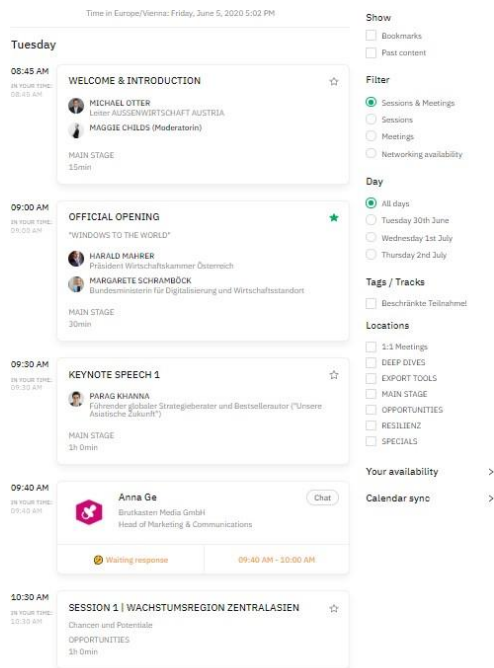 Time in Europe/Vienna: Friday, June 5, 2020 5:02 PM
Tuesday
08:45 AM
IN YOUR TIME:
08:45 AM
WELCOME & INTRODUCTION
MICHAEL OTTER
Leiter AUSSENWIRTSCHAFT AUSTRIA
MAGGIE CHILDS (Moderatorin)
MAIN STAGE
15min
09:00 AM
IN YOUR TIME:
09:00 AM
OFFICIAL OPENING
"WINDOWS TO THE WORLD"
HARALD MAHRER
Präsident Wirtschaftskammer Österreich
MARGARETE SCHRAMBÖCK
Bundesministerin für Digitalisierung und Wirtschaftsstandort
MAIN STAGE
30min
09:30 AM
IN YOUR TIME:
09:30 AM
KEYNOTE SPEECH 1
PARAG KHANNA
Führender globaler Strategieberater und Bestsellerautor ("Unsere
Asiatische Zukunft")
MAIN STAGE
1h 0min
09:40 AM
IN YOUR TIME:
09:40 AM
Anna Ge
Chat
Brutkasten Media GmbH
Head of Marketing & Communications
Waiting response
09:40 AM - 10:00 AM
10:30 AM
IN YOUR TIME:
10:30 AM
SESSION 1 | WACHSTUMSREGION ZENTRALASIEN
Chancen und Potentiale
OPPORTUNITIES
1h 0min
Show
Bookmarks
Past content
Filter
Sessions & Meetings
Sessions
Meetings
Networking availability
Day
All days
Tuesday 30th June
Wednesday 1st July
Thursday 2nd July
Tags / Tracks
Beschränkte Teilnahmel
Locations
1:1 Meetings
DEEP DIVES
EXPORT TOOLS
MAIN STAGE
OPPORTUNITIES
RESILIENZ
SPECIALS
Your availability >
Calendar sync >